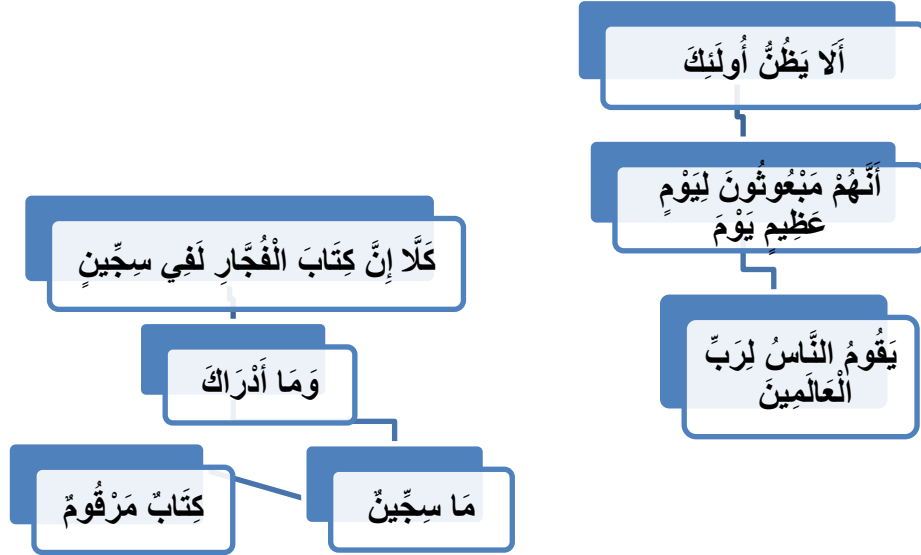 أَلَا يَظُنُّ أُولَئِكَ
أَنَّهُمْ مَبْعُوثُونَ لِيَوْمٍ
عَظِيمٍ يَوْمَ
يَقُومُ النَّاسُ لِرَبِّ
الْعَالَمِينَ
كَلَّا إِنَّ كِتَابَ الْفُجَّارِ لَفِي سِجِّينٍ
وَمَا أَدْرَاكَ
مَا سِجِّينٌ
كِتَابٌ مَرْقُومٌ